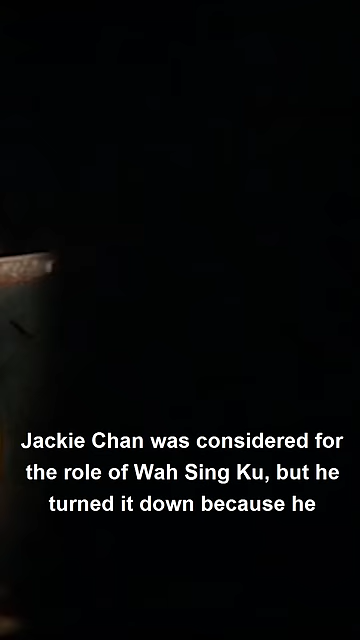 Jackie Chan was considered for
the role of Wah Sing Ku, but he
turned it down because he